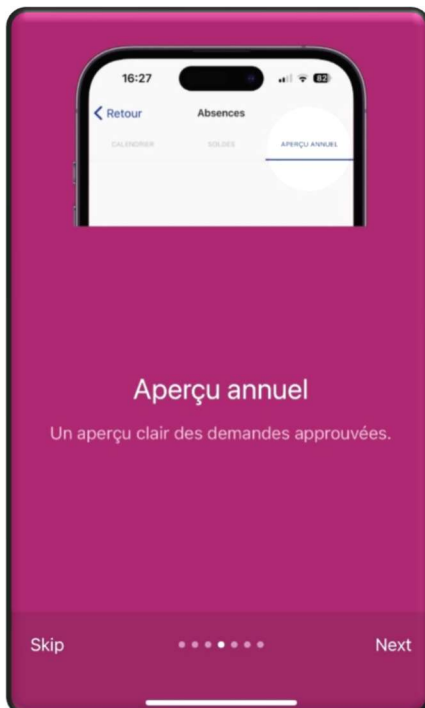 16:27
82
Retour
Absences
CALENDRIER
SOLDES
APERÇU ANNUEL
Aperçu annuel
Un aperçu clair des demandes approuvées.
Skip
Next